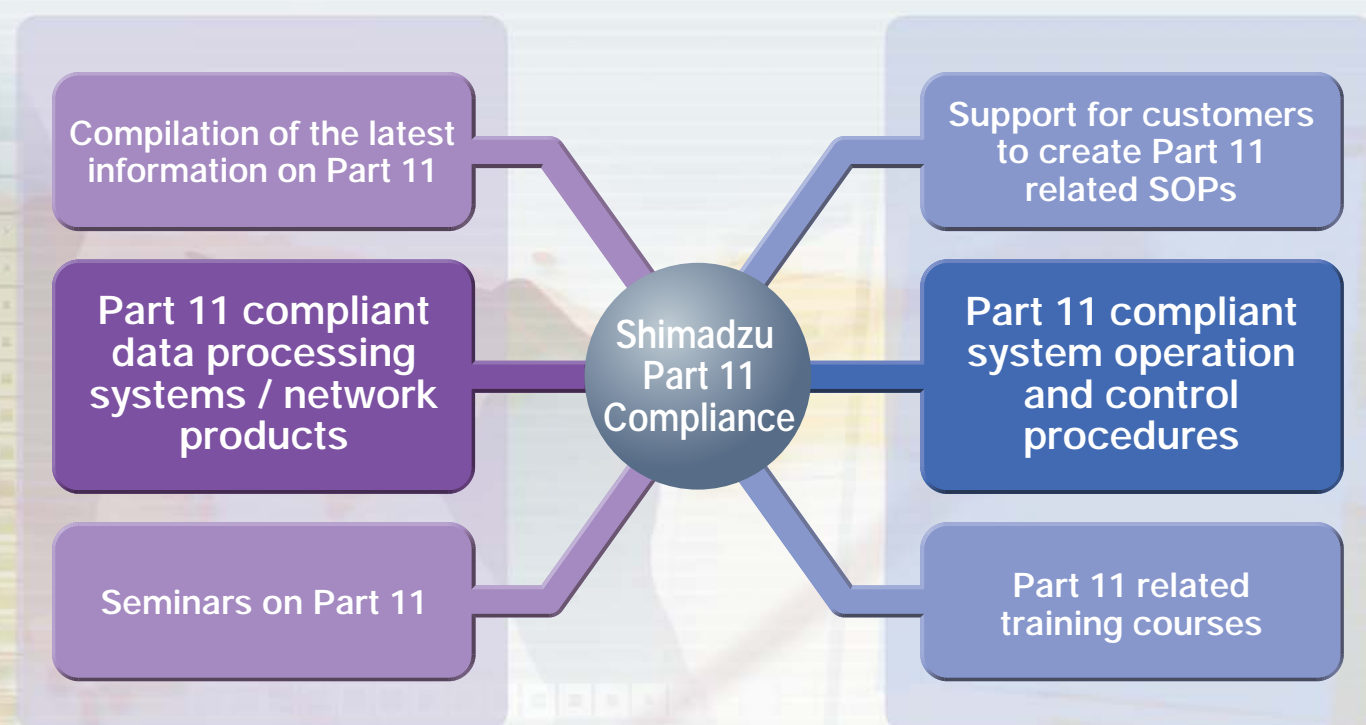 Compilation of the latest
information on Part 11
Part 11 compliant
data processing
systems / network
products
Seminars on Part 11
Shimadzu
Part 11
Compliance
Support for customers
to create Part 11
related SOPs
Part 11 compliant
system operation
and control
procedures
Part 11 related
training courses